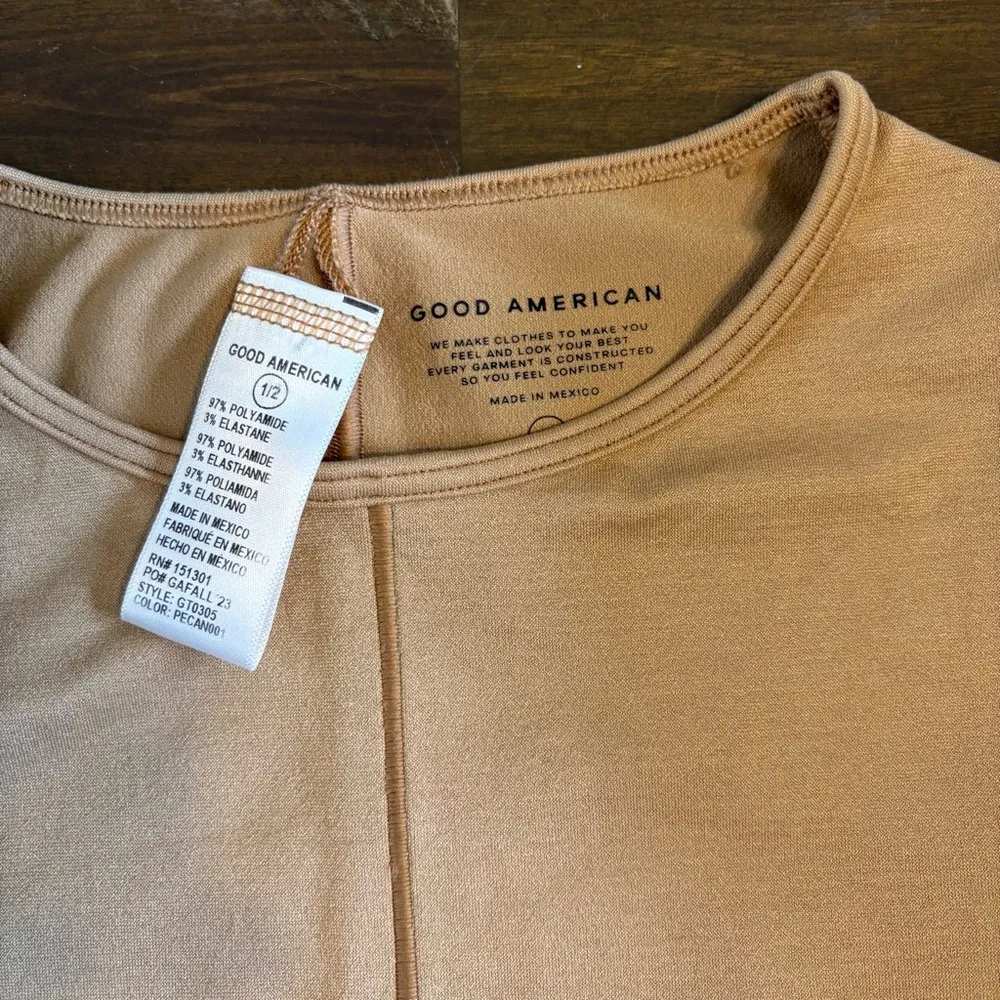 GOOD AMERICAN
1/2
97% POLYAMIDE
3% ELASTANE
97% POLYAMIDE
3% ELASTHANNE
97% POLIAMIDA
3% ELASTANO
MADE IN MEXICO
FABRIQUÉ EN MEXICO
HECHO EN MÉXICO
RN# 151301
PO# GAFALL '23
STYLE: GT0305
COLOR: PECAN001
GOOD AMERICAN
WE MAKE CLOTHES TO MAKE YOU
FEEL AND LOOK YOUR BEST
EVERY GARMENT IS CONSTRUCTED
SO YOU FEEL CONFIDENT
MADE IN MEXICO